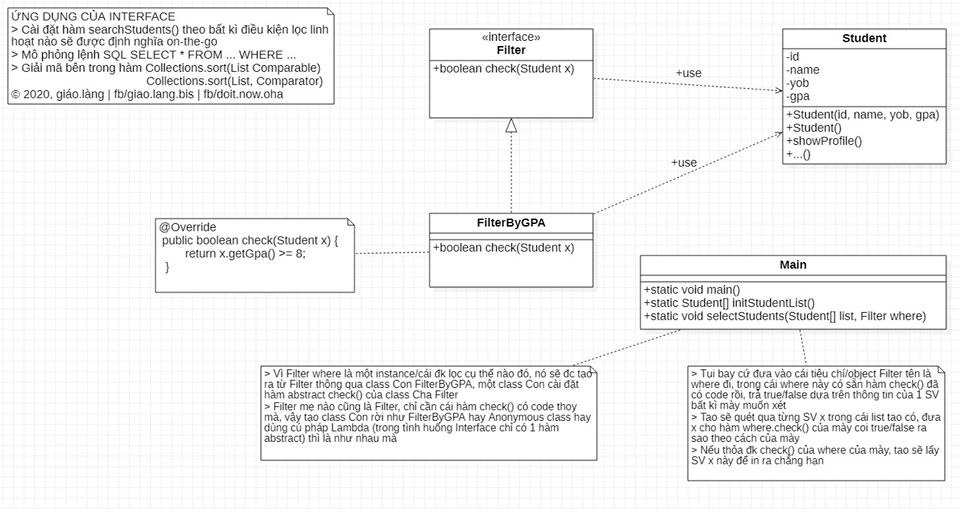 ỨNG DỤNG CỦA INTERFACE
> Cài đặt hàm searchStudents() theo bất kì điều kiện lọc linh
hoạt nào sẽ được định nghĩa on-the-go
> Mô phỏng lệnh SQL SELECT * FROM ... WHERE ...
> Giải mã bên trong hàm Collections.sort(List Comparable)
Collections.sort(List, Comparator)
© 2020, giáo.làng | fb/giao.lang.bis | fb/doit.now.oha
«interface»
Filter
+boolean check(Student x)
+use
Student
-id
-name
-yob
-gpa
+Student(id, name, yob, gpa)
+Student()
+showProfile()
+...()
+use
@Override
public boolean check(Student x) {
return x.getGpa() >= 8;
}
FilterByGPA
+boolean check(Student x)
Main
+static void main()
+static Student[] initStudentList()
+static void selectStudents(Student[] list, Filter where)
> Vì Filter where là một instance/cái đk lọc cụ thể nào đó, nó sẽ đc tạo
ra từ Filter thông qua class Con FilterByGPA, một class Con cài đặt
hàm abstract check() của class Cha Filter
> Filter mẹ nào cũng là Filter, chỉ cần cái hàm check() có code thoy
mà, vậy tạo class Con rời như FilterByGPA hay Anonymous class hay
dùng cú pháp Lambda (trong tình huống Interface chỉ có 1 hàm
abstract) thì là như nhau mà
> Tụi bay cứ đưa vào cái tiêu chí/object Filter tên là
where đi, trong cái where này có sẵn hàm check() đã
có code rồi, trả true/false dựa trên thông tin của 1 SV
bất kì mày muốn xét
> Tao sẽ quét qua từng SV x trong cái list tao có, đưa
x cho hàm where.check() của mày coi true/false ra
sao theo cách của mày
> Nếu thỏa đk check() của where của mày, tao sẽ lấy
SV x này để in ra chẳng hạn